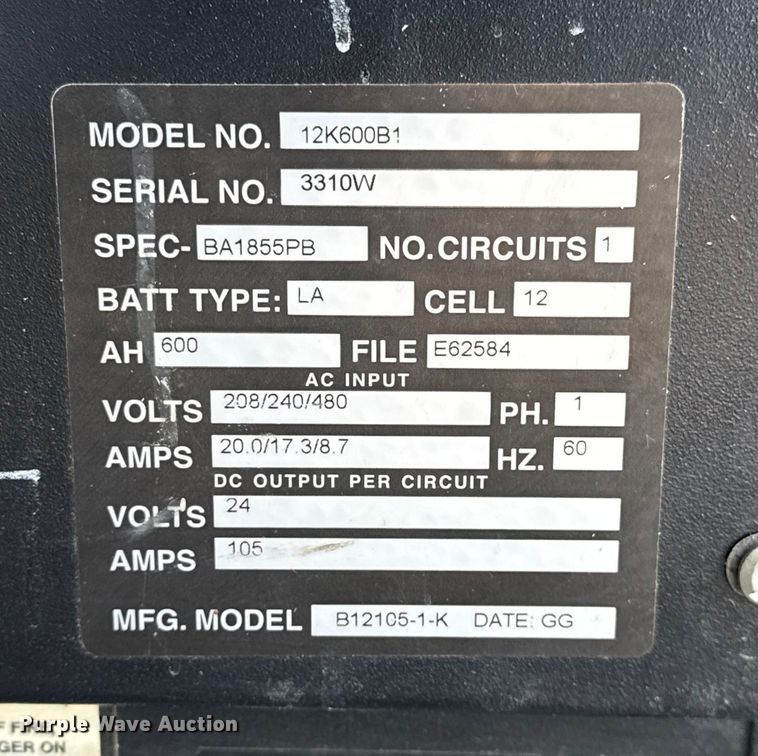 MODEL NO. 12K600B1
SERIAL NO. 3310W
SPEC- BA1855PB NO.CIRCUITS 1
BATT TYPE: LA CELL 12
AH 600 FILE E62584
AC INPUT
VOLTS 208/240/480 PH. 1
AMPS 20.0/17.3/8.7 HZ. 60
DC OUTPUT PER CIRCUIT
VOLTS 24
AMPS 105
MFG. MODEL B12105-1-K DATE: GG
Purple Wave Auction
GER ON